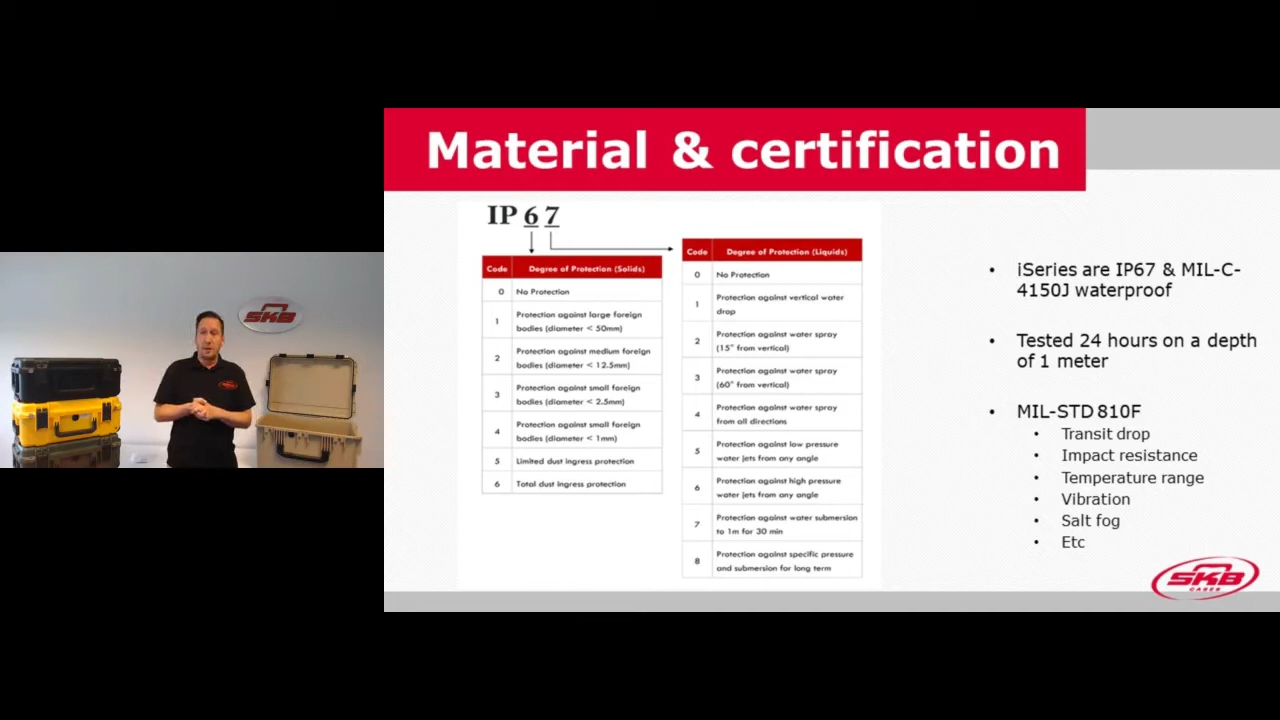 Material & certification
IP 6 7
Code Degree of Protection (Solids)
0 No Protection
1 Protection against large foreign
bodies (diameter < 50mm)
2 Protection against medium foreign
bodies (diameter < 12.5mm)
3 Protection against small foreign
bodies (diameter < 2.5mm)
4 Protection against small foreign
bodies (diameter < 1mm)
5 Limited dust ingress protection
6 Total dust ingress protection
Code Degree of Protection (Liquids)
0 No Protection
1 Protection against vertical water
drop
2 Protection against water spray
(15° from vertical)
3 Protection against water spray
(60° from vertical)
4 Protection against water spray
from all directions
5 Protection against low pressure
water jets from any angle
6 Protection against high pressure
water jets from any angle
7 Protection against water submersion
to 1m for 30 min
8 Protection against specific pressure
and submersion for long term
• iSeries are IP67 & MIL-C-
4150J waterproof
• Tested 24 hours on a depth
of 1 meter
• MIL-STD 810F
• Transit drop
• Impact resistance
• Temperature range
• Vibration
• Salt fog
• Etc
SKB
CASES
SKB
SKB